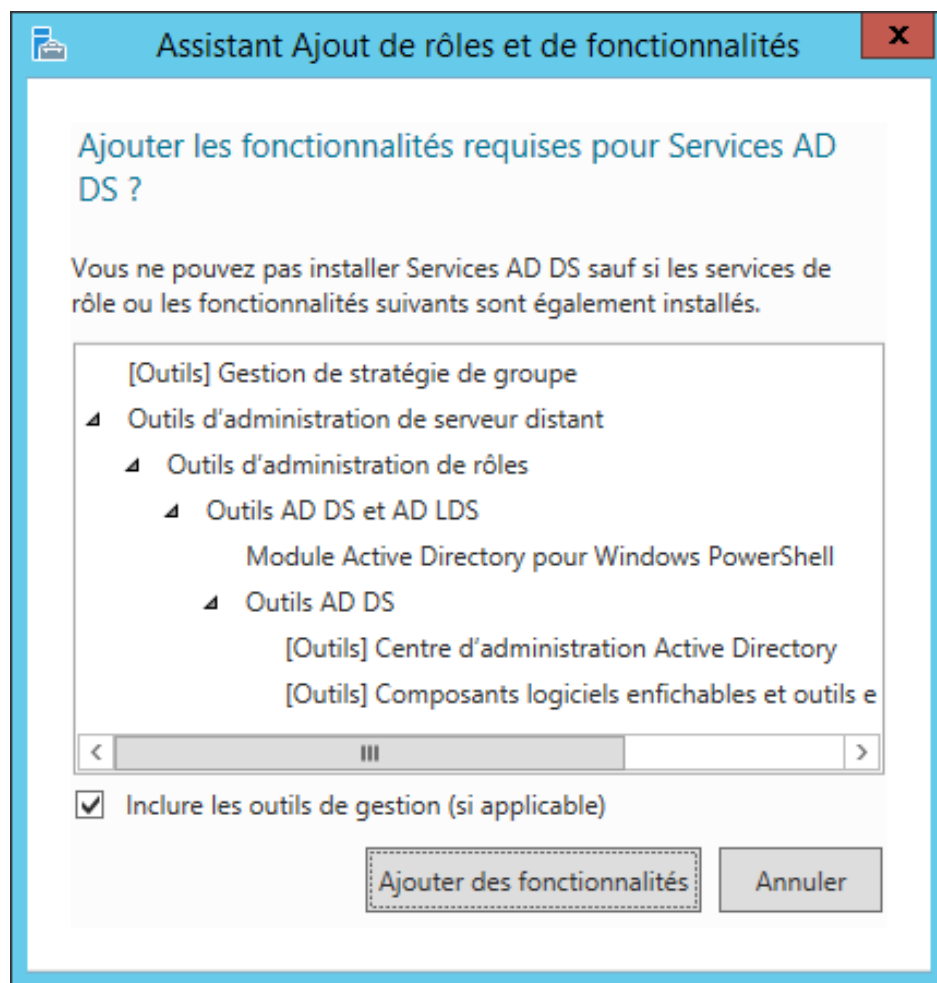 Assistant Ajout de rôles et de fonctionnalités
x
Ajouter les fonctionnalités requises pour Services AD
DS ?
Vous ne pouvez pas installer Services AD DS sauf si les services de
rôle ou les fonctionnalités suivants sont également installés.
[Outils] Gestion de stratégie de groupe
Outils d'administration de serveur distant
Outils d'administration de rôles
Outils AD DS et AD LDS
Module Active Directory pour Windows PowerShell
Outils AD DS
[Outils] Centre d'administration Active Directory
[Outils] Composants logiciels enfichables et outils e
Inclure les outils de gestion (si applicable)
Ajouter des fonctionnalités
Annuler